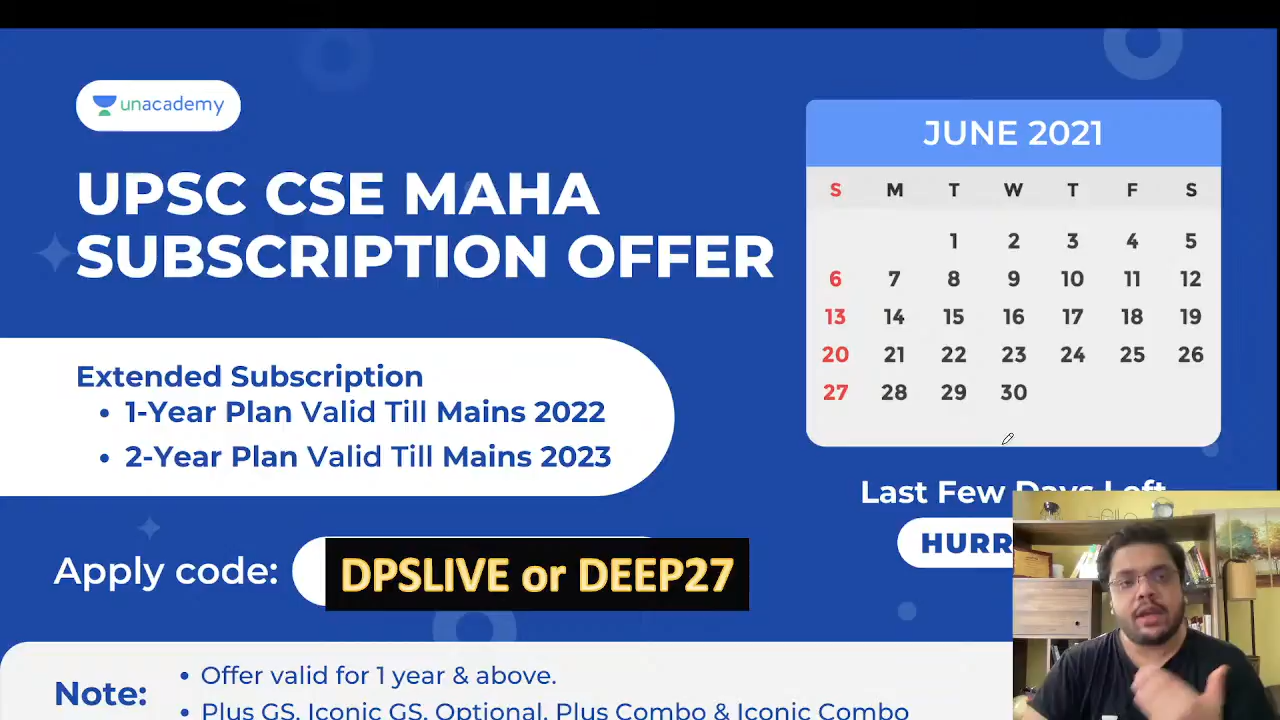 unacademy
UPSC CSE MAHA
SUBSCRIPTION OFFER
Extended Subscription
• 1-Year Plan Valid Till Mains 2022
• 2-Year Plan Valid Till Mains 2023
Apply code:
DPSLIVE or DEEP27
Note:
• Offer valid for 1 year & above.
• Plus GS, Iconic GS, Optional, Plus Combo & Iconic Combo
JUNE 2021
S M T W T F S
1 2 3 4 5
6 7 8 9 10 11 12
13 14 15 16 17 18 19
20 21 22 23 24 25 26
27 28 29 30
Last Few Days Left
HURR